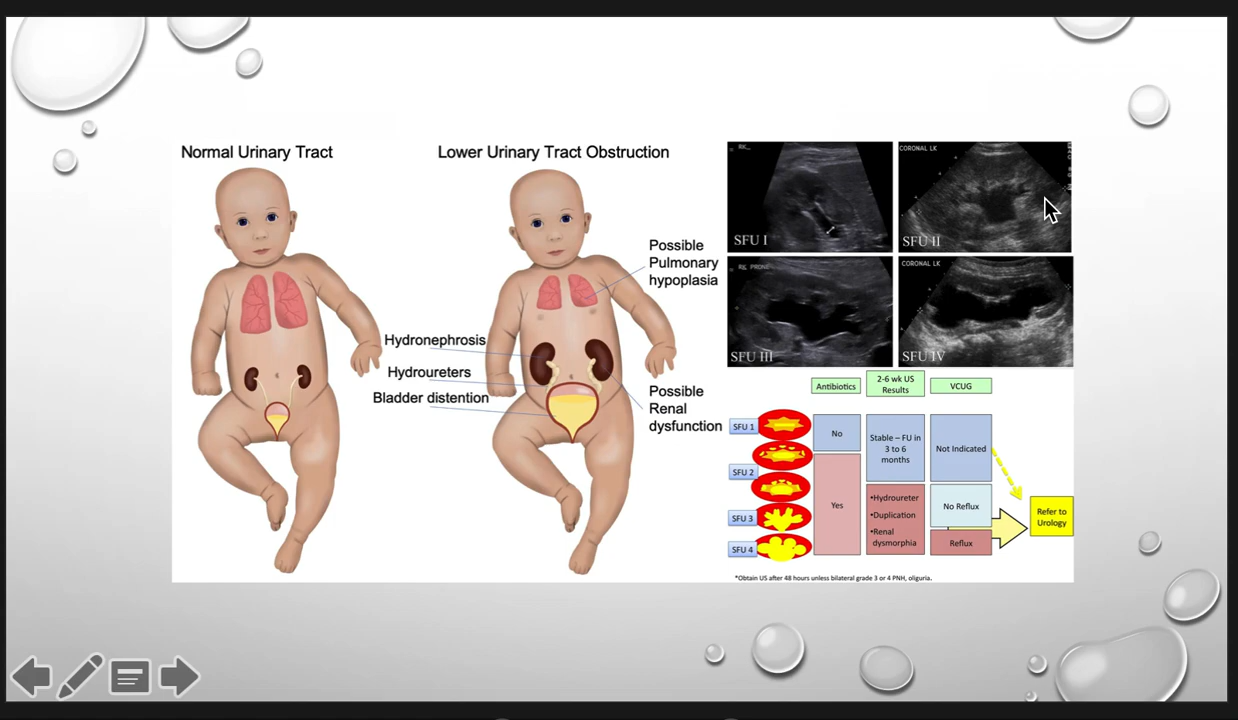 Normal Urinary Tract
Lower Urinary Tract Obstruction
Possible
Pulmonary
hypoplasia
Hydronephrosis
Hydroureters
Bladder distention
Possible
Renal
dysfunction
RK_
SFU I
CORONAL LK
SFU II
RK PRONE
SFU III
CORONAL LK
SFU IV
Antibiotics
2-6 wk US
Results
VCUG
SFU 1
SFU 2
SFU 3
SFU 4
No
Yes
Stable – FU in
3 to 6
months
•Hydroureter
•Duplication
•Renal
dysmorphia
Not Indicated
No Reflux
Reflux
Refer to
Urology
*Obtain US after 48 hours unless bilateral grade 3 or 4 PNH, oliguria.